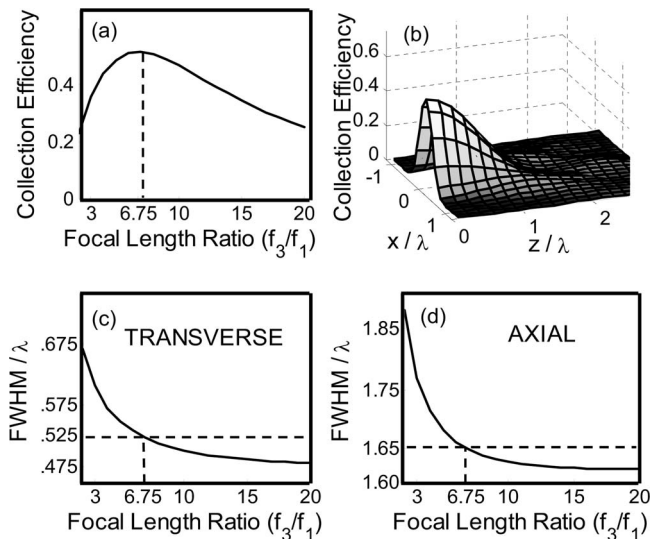 (a)
Collection Efficiency
0.4
0.2
0
3 6.75 10 15 20
Focal Length Ratio (f3/f1)
(b)
Collection Efficiency
0.6
0.4
0.2
0
-1 0 1
x / λ
0 1 2
z / λ
(c)
TRANSVERSE
FWHM / λ
.675
.575
.525
.475
3 6.75 10 15 20
Focal Length Ratio (f3/f1)
(d)
AXIAL
FWHM / λ
1.85
1.75
1.65
1.60
3 6.75 10 15 20
Focal Length Ratio (f3/f1)